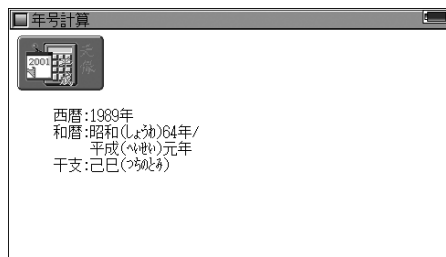 年号計算
2001
西暦:1989年
和暦:昭和(しょうわ)64年/
平成(へいせい)元年
干支:己巳(つちのとみ)